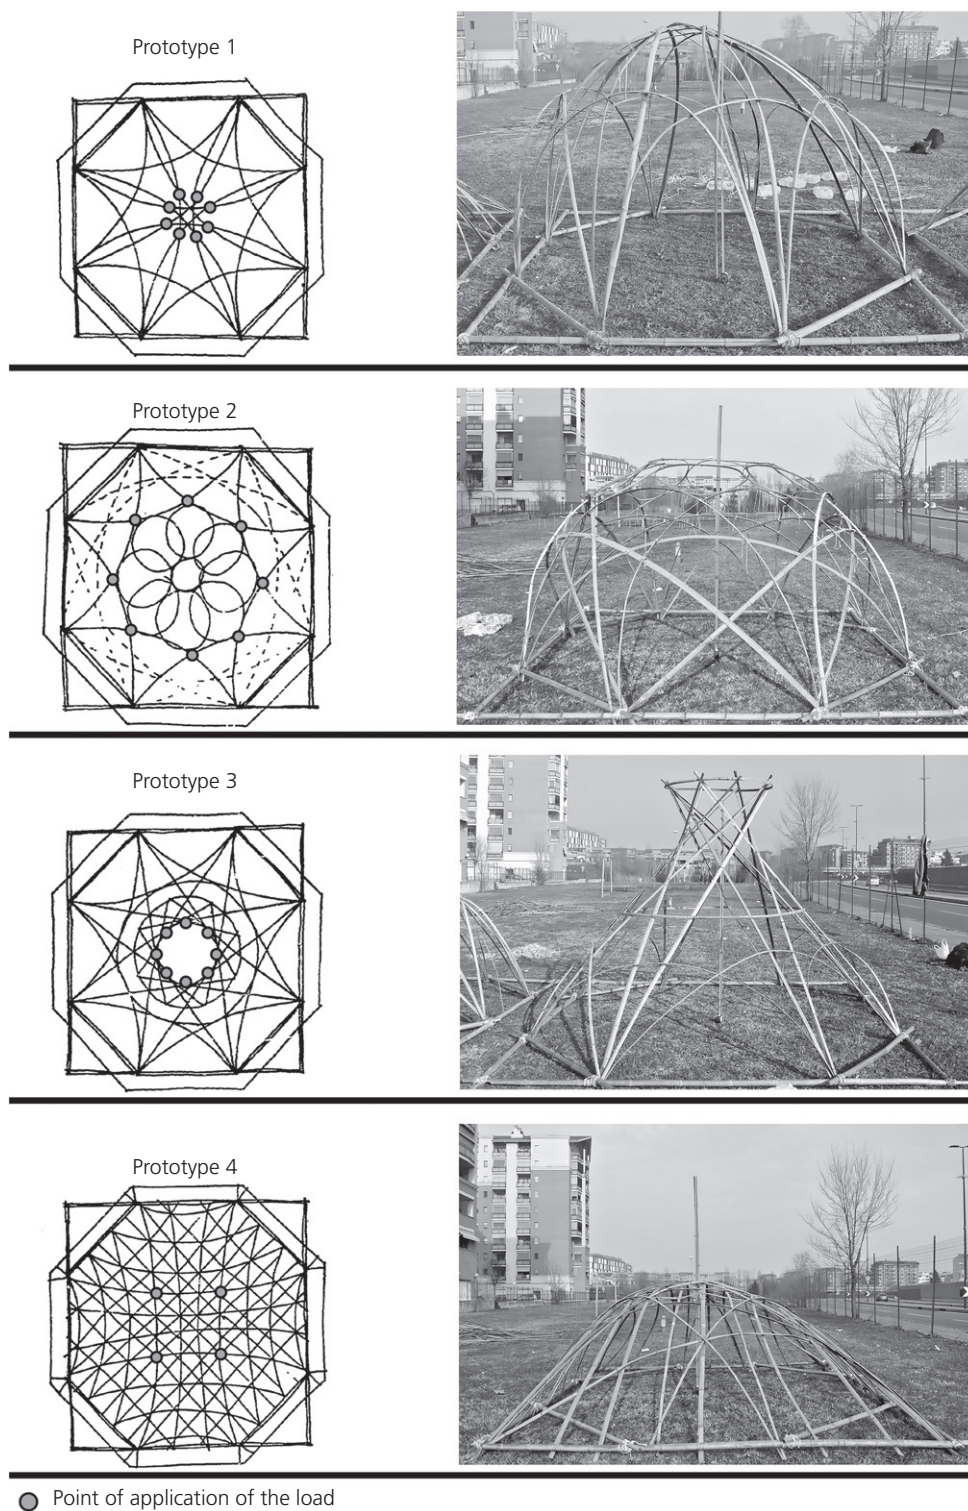 Prototype 1
Prototype 2
Prototype 3
Prototype 4
Point of application of the load